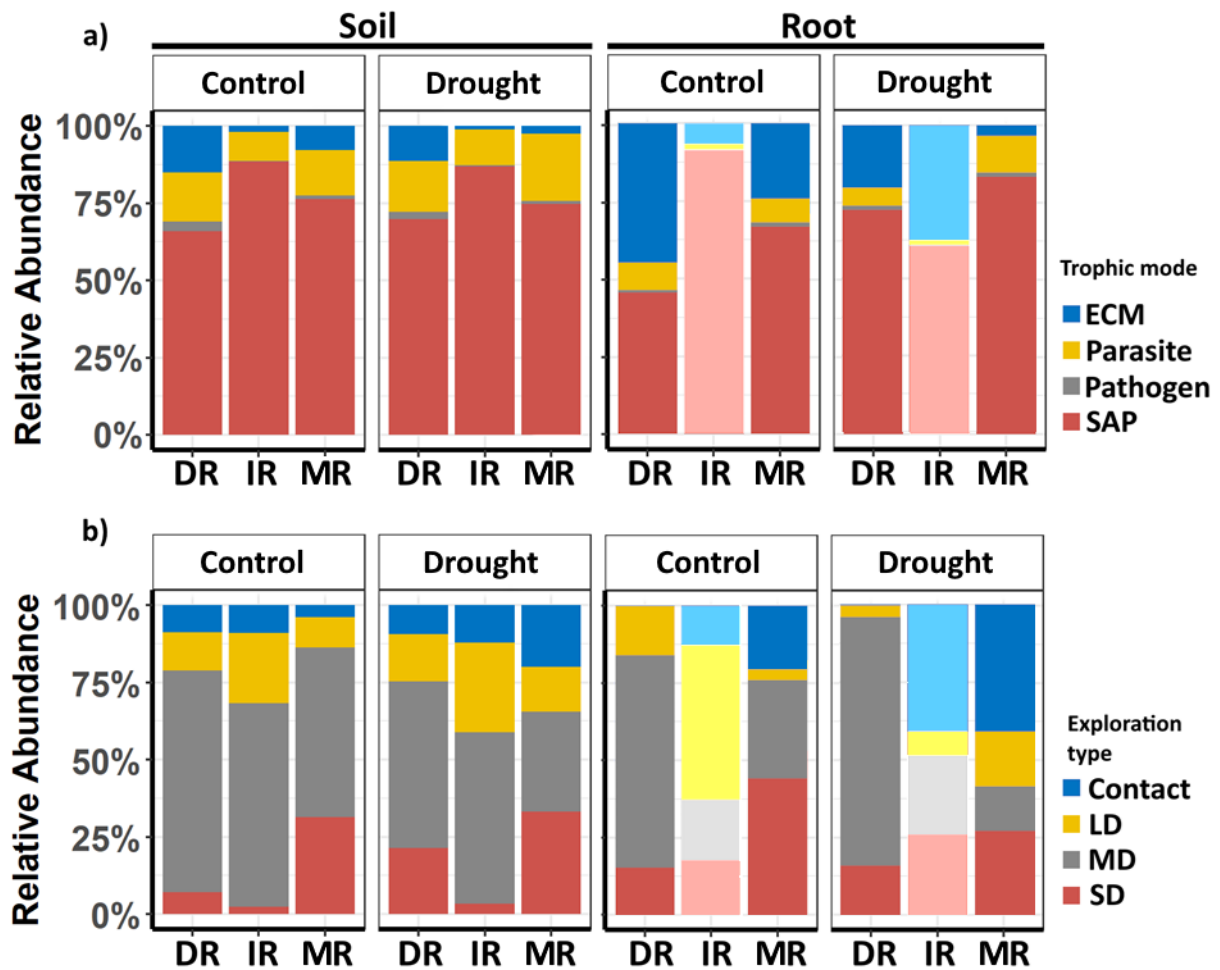 a)
Soil
Root
Control
Drought
Control
Drought
Relative Abundance
100%
75%
50%
25%
0%
DR IR MR
DR IR MR
DR IR MR
DR IR MR
Trophic mode
ECM
Parasite
Pathogen
SAP
b)
Control
Drought
Control
Drought
Relative Abundance
100%
75%
50%
25%
0%
DR IR MR
DR IR MR
DR IR MR
DR IR MR
Exploration
type
Contact
LD
MD
SD